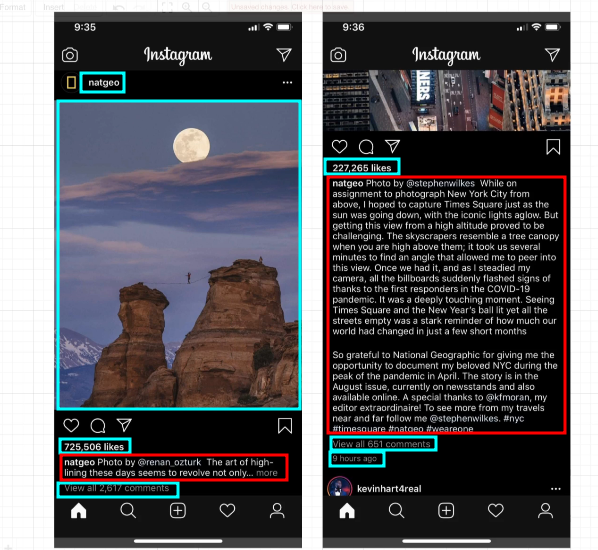 Format
Insert
Unsaved changes. Click here to save.
9:35
Instagram
natgeo
725,506 likes
natgeo Photo by @renan_ozturk The art of high-
lining these days seems to revolve not only... more
View all 2,617 comments
9:36
Instagram
NERS
227,265 likes
natgeo Photo by @stephenwilkes While on
assignment to photograph New York City from
above, I hoped to capture Times Square just as the
sun was going down, with the iconic lights aglow. But
getting this view from a high altitude proved to be
challenging. The skyscrapers resemble a tree canopy
when you are high above them; it took us several
minutes to find an angle that allowed me to peer into
this view. Once we had it, and as I steadied my
camera, all the billboards suddenly flashed signs of
thanks to the first responders in the COVID-19
pandemic. It was a deeply touching moment. Seeing
Times Square and the New Year's ball lit yet all the
streets empty was a stark reminder of how much our
world had changed in just a few short months
So grateful to National Geographic for giving me the
opportunity to document my beloved NYC during the
peak of the pandemic in April. The story is in the
August issue, currently on newsstands and also
available online. A special thanks to @kfmoran, my
editor extraordinaire! To see more from my travels
near and far follow me @stephenwilkes. #nyc
#timesquare #natgeo #weareone
View all 651 comments
9 hours ago
kevinhart4real